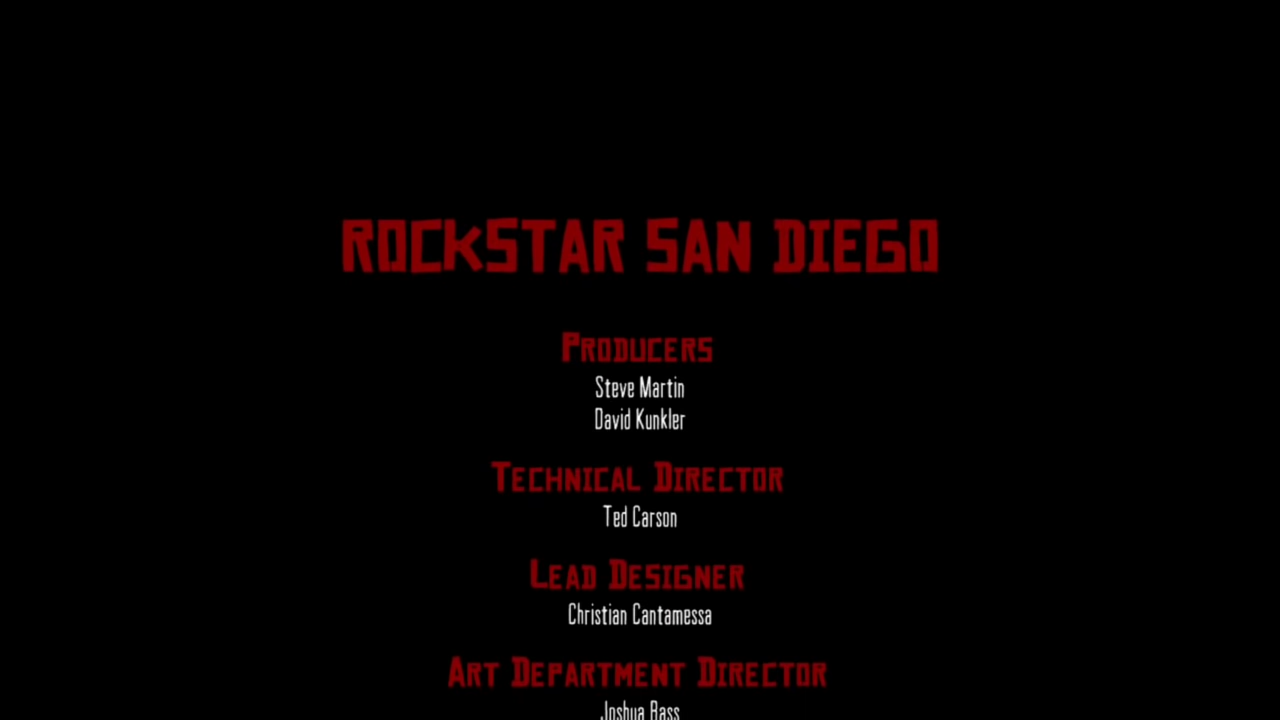 ROCKSTAR SAN DIEGO
PRODUCERS
Steve Martin
David Kunkler
TECHNICAL DIRECTOR
Ted Carson
LEAD DESIGNER
Christian Cantamessa
ART DEPARTMENT DIRECTOR
Joshua Bass